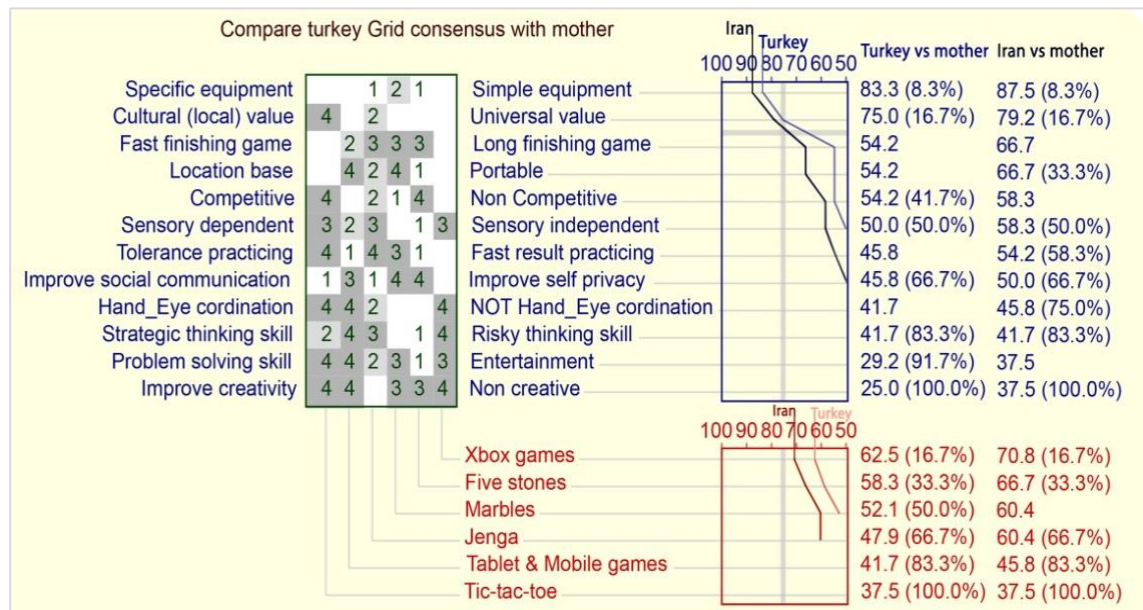 Compare turkey Grid consensus with mother
Iran
Turkey
100 90 80 70 60 50 Turkey vs mother Iran vs mother
Specific equipment 1 2 1 Simple equipment 83.3 (8.3%) 87.5 (8.3%)
Cultural (local) value 4 2 Universal value 75.0 (16.7%) 79.2 (16.7%)
Fast finishing game 2 3 3 3 Long finishing game 54.2 66.7
Location base 4 2 4 1 Portable 54.2 66.7 (33.3%)
Competitive 4 2 1 4 Non Competitive 54.2 (41.7%) 58.3
Sensory dependent 3 2 3 1 3 Sensory independent 50.0 (50.0%) 58.3 (50.0%)
Tolerance practicing 4 1 4 3 1 Fast result practicing 45.8 54.2 (58.3%)
Improve social communication 1 3 1 4 4 Improve self privacy 45.8 (66.7%) 50.0 (66.7%)
Hand_Eye cordination 4 4 2 4 NOT Hand_Eye cordination 41.7 45.8 (75.0%)
Strategic thinking skill 2 4 3 1 4 Risky thinking skill 41.7 (83.3%) 41.7 (83.3%)
Problem solving skill 4 4 2 3 1 3 Entertainment 29.2 (91.7%) 37.5
Improve creativity 4 4 3 3 4 Non creative 25.0 (100.0%) 37.5 (100.0%)
Iran Turkey
100 90 80 70 60 50
Xbox games 62.5 (16.7%) 70.8 (16.7%)
Five stones 58.3 (33.3%) 66.7 (33.3%)
Marbles 52.1 (50.0%) 60.4
Jenga 47.9 (66.7%) 60.4 (66.7%)
Tablet & Mobile games 41.7 (83.3%) 45.8 (83.3%)
Tic-tac-toe 37.5 (100.0%) 37.5 (100.0%)